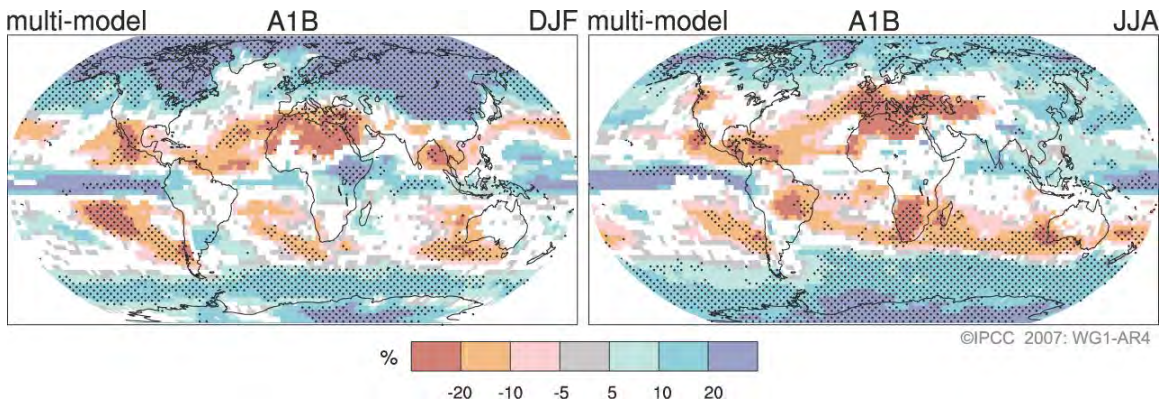 multi-model A1B DJF
multi-model A1B JJA
©IPCC 2007: WG1-AR4
%
-20 -10 -5 5 10 20